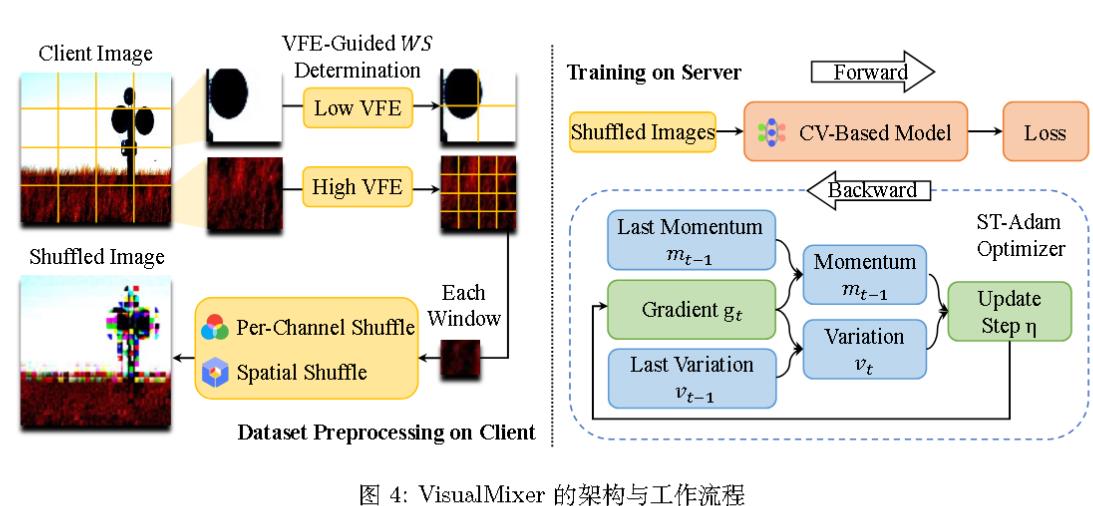 Client Image
VFE-Guided WS
Determination
Low VFE
High VFE
Shuffled Image
Each
Window
Per-Channel Shuffle
Spatial Shuffle
Dataset Preprocessing on Client
Training on Server
Forward
Shuffled Images
CV-Based Model
Loss
Backward
ST-Adam
Optimizer
Last Momentum
m_{t−1}
Gradient g_t
Last Variation
v_{t−1}
Momentum
m_{t−1}
Variation
v_t
Update
Step η
图 4: VisualMixer 的架构与工作流程